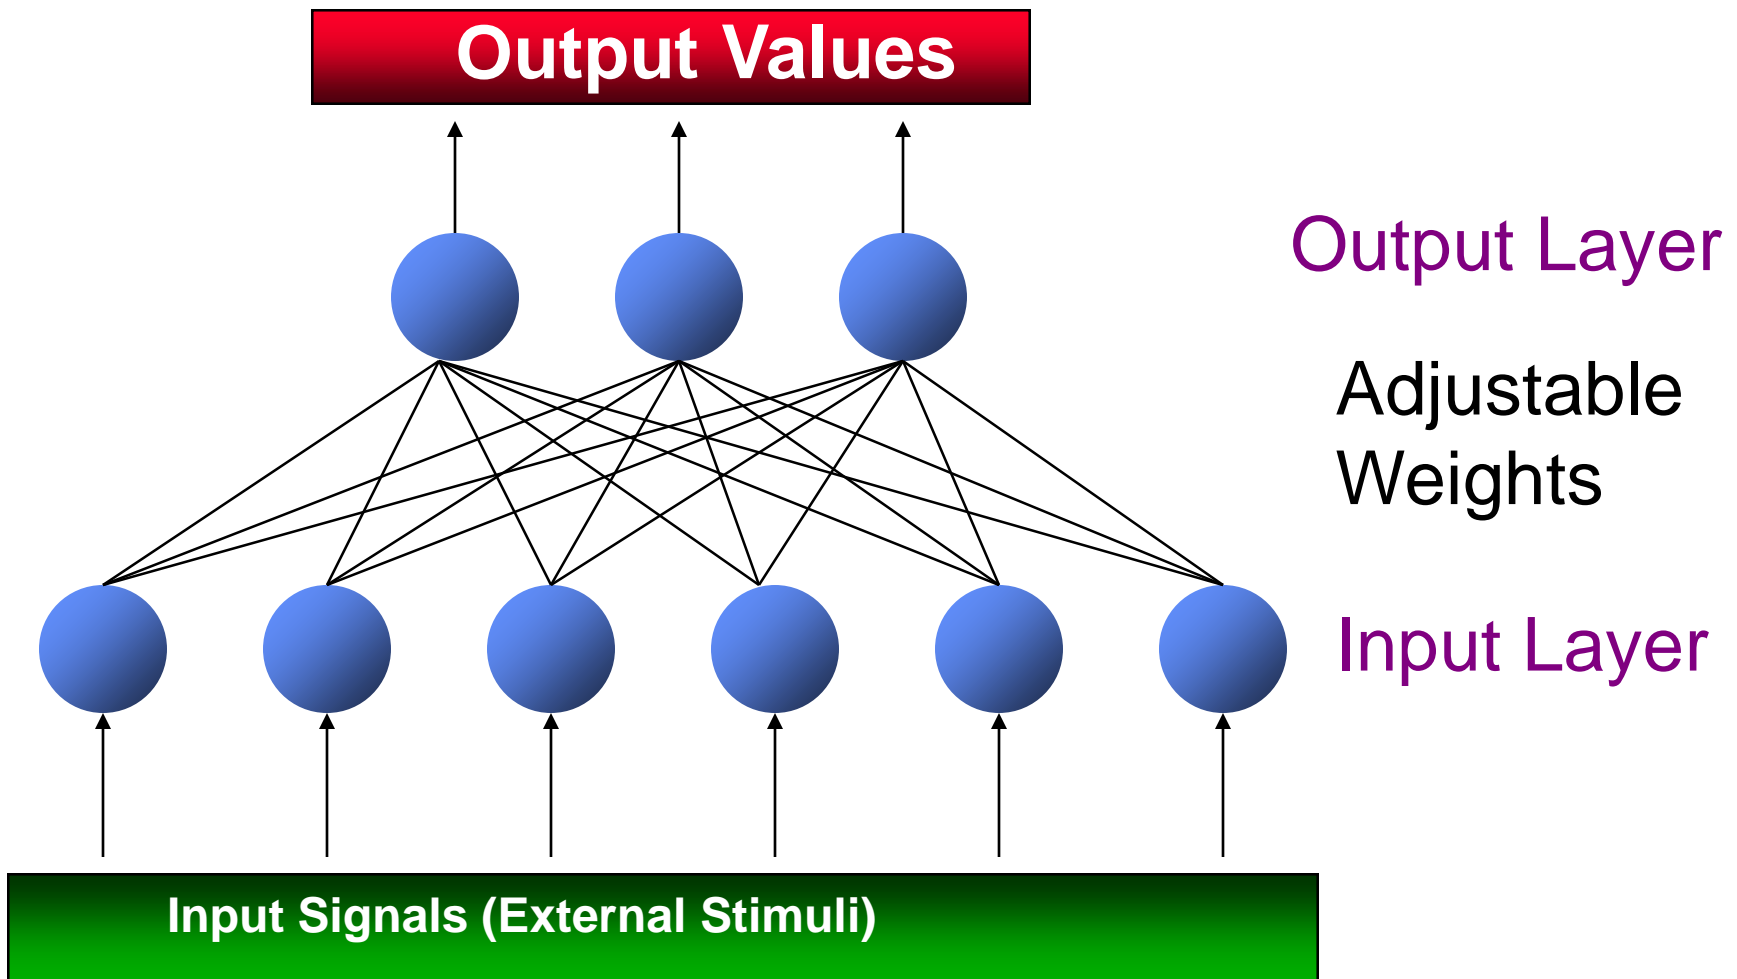 Output Values
Output Layer
Adjustable
Weights
Input Layer
Input Signals (External Stimuli)